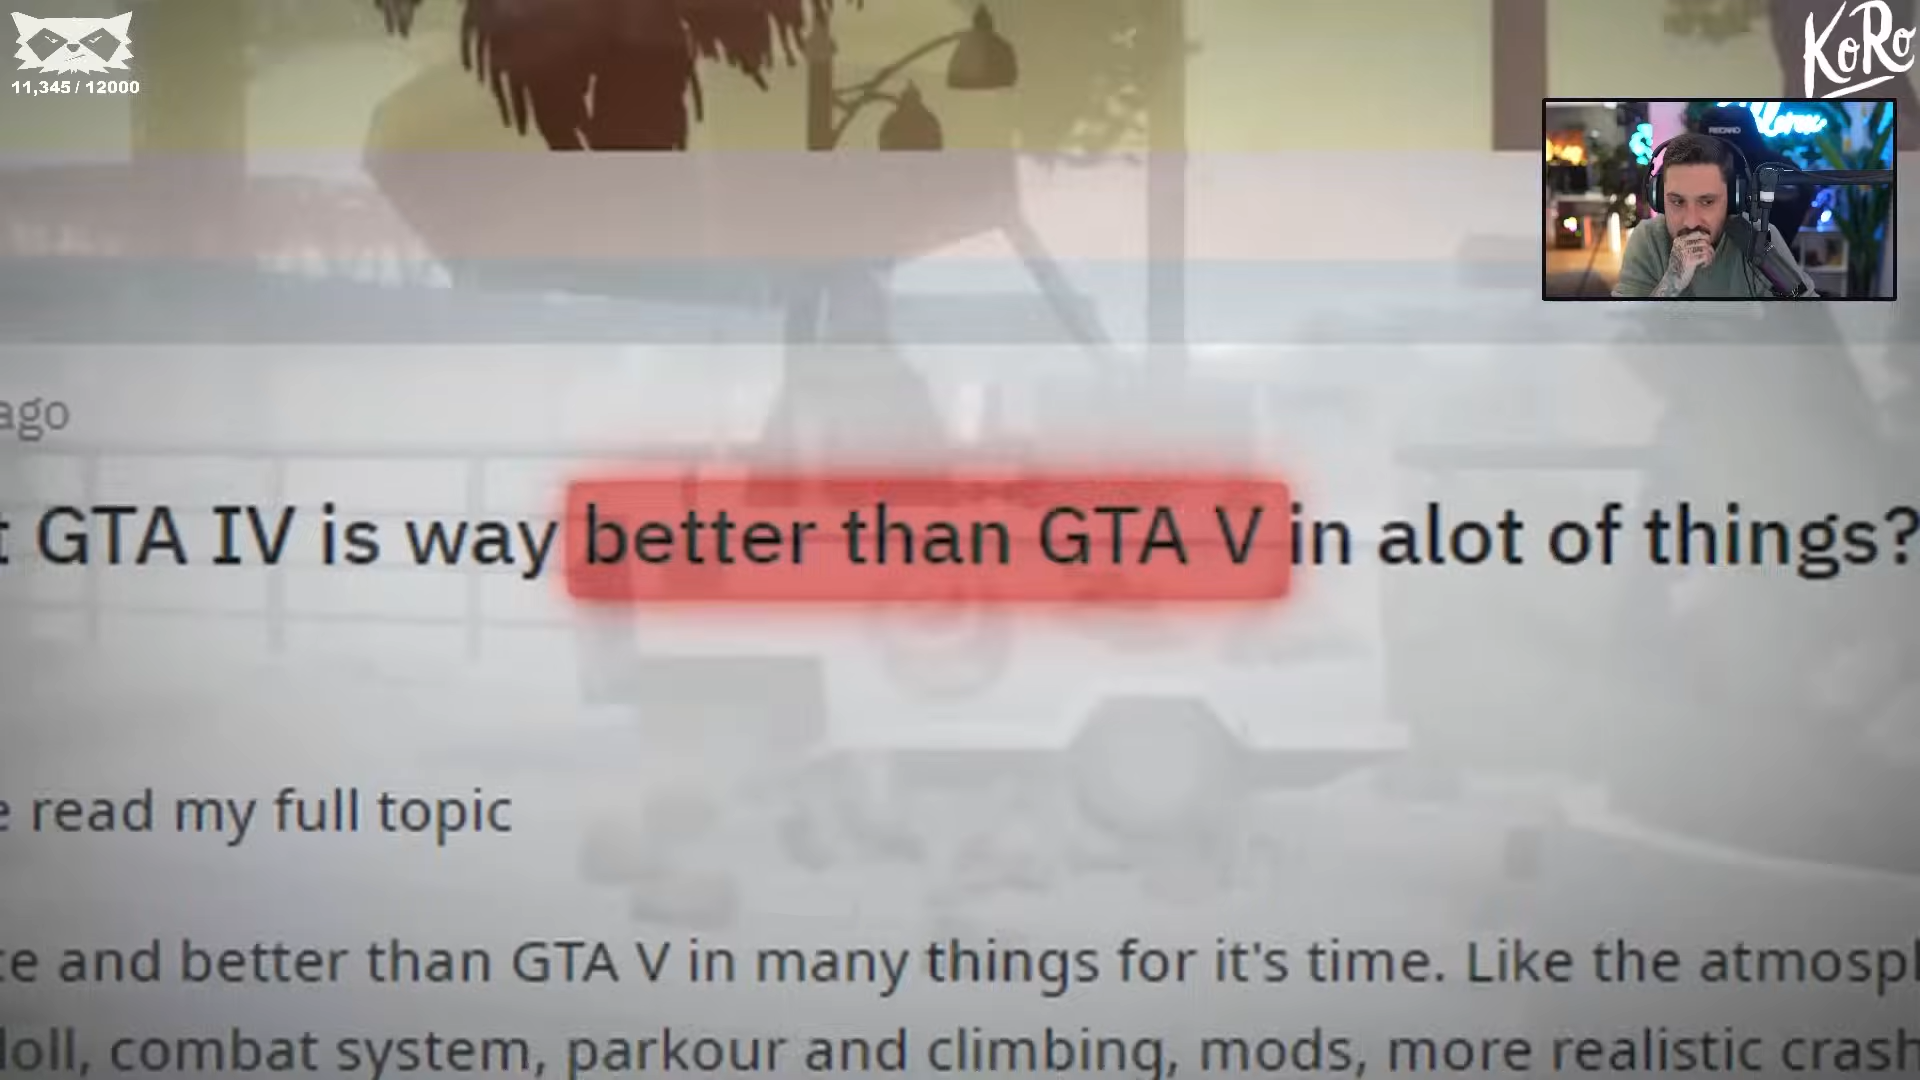 KoRo
11,345 / 12000
RECARO
ago
GTA IV is way better than GTA V in alot of things?
read my full topic
and better than GTA V in many things for it's time. Like the atmosp
combat system, parkour and climbing, mods, more realistic crash